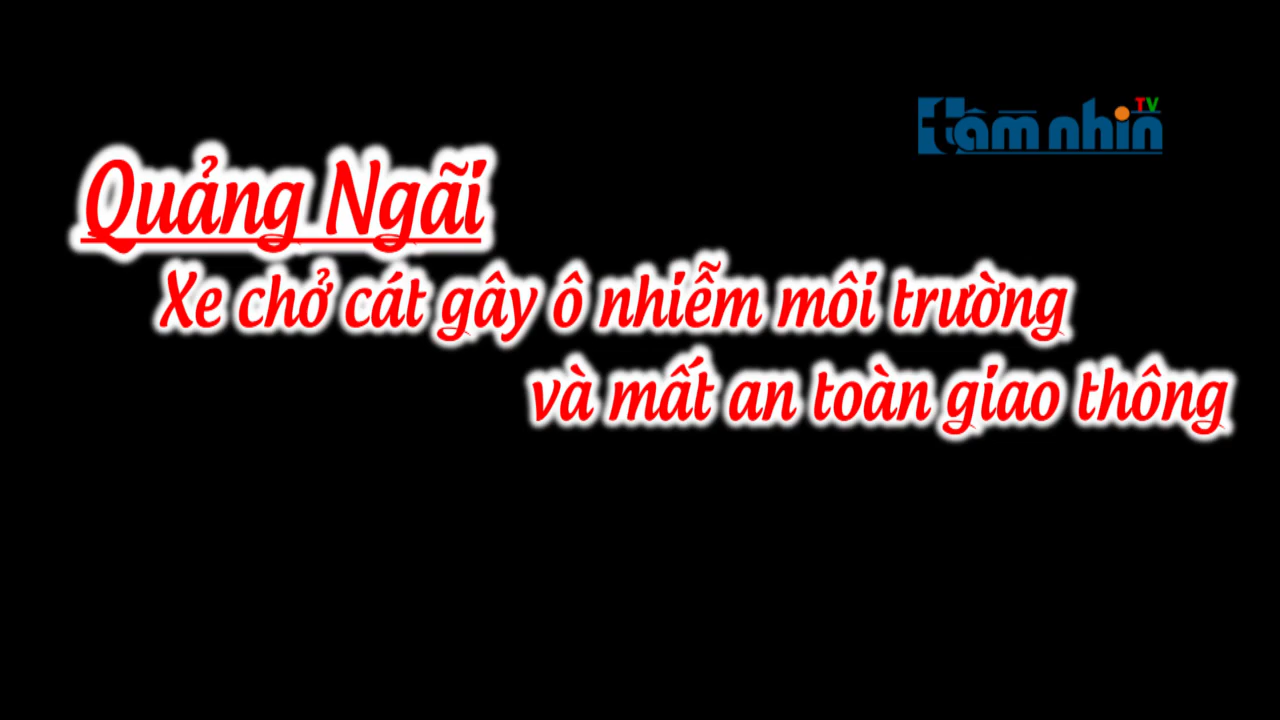 tâm nhìn TV
Quảng Ngãi
Xe chở cát gây ô nhiễm môi trường
và mất an toàn giao thông